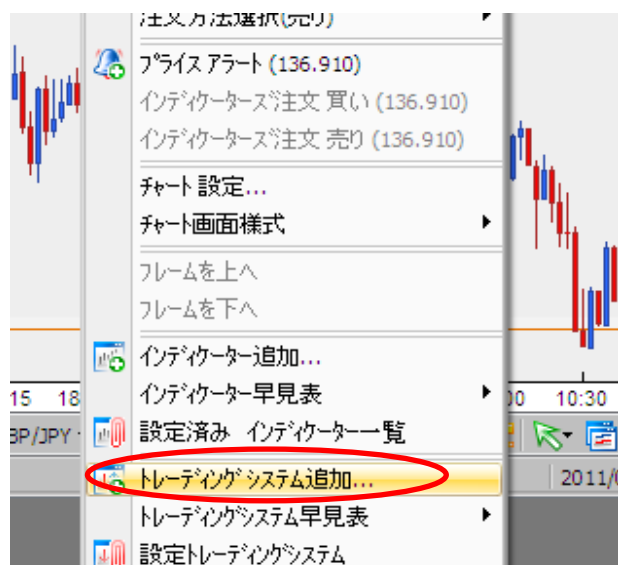 注文方法選択(売り)
プライス アラート (136.910)
インディケーターズ注文 買い (136.910)
インディケーターズ注文 売り (136.910)
チャート 設定...
チャート画面様式
フレームを上へ
フレームを下へ
インディケーター追加...
15 18
インディケーター早見表
00 10:30
BP/JPY
設定済み インディケーター一覧
トレーディング システム追加...
2011/0
トレーディングシステム早見表
設定トレーディングシステム